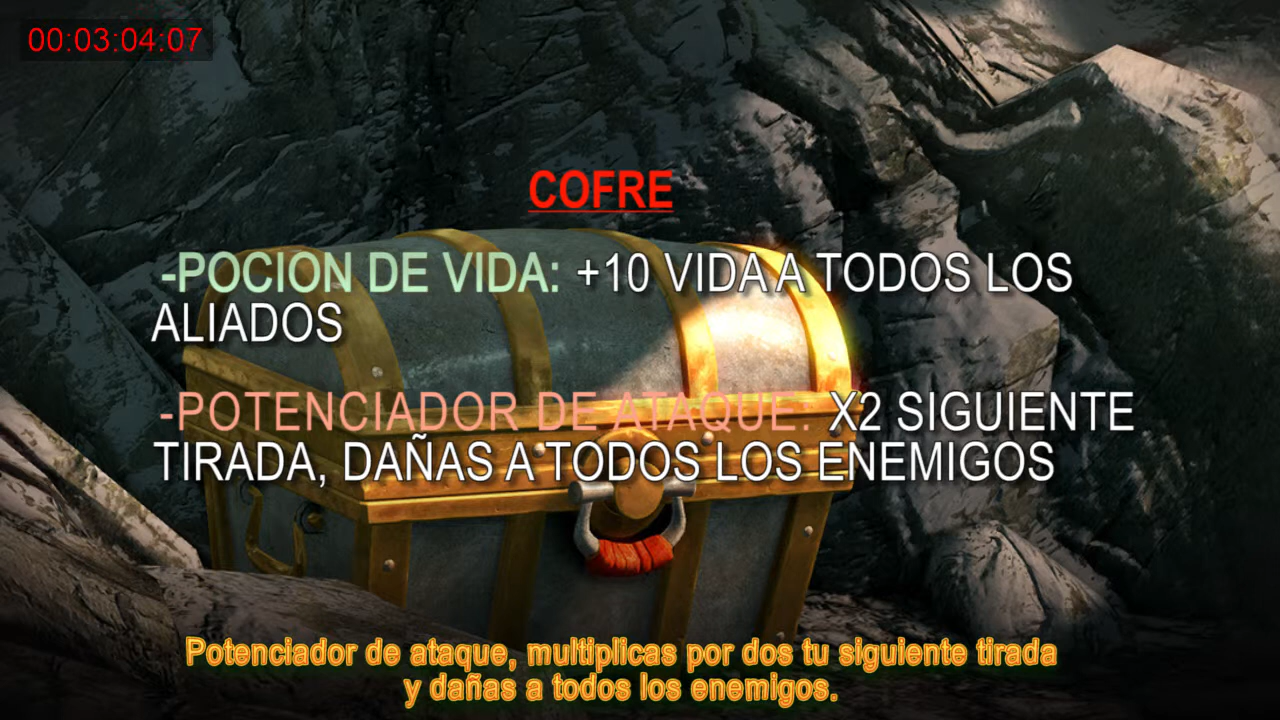 00:03:04:07
COFRE
-POCION DE VIDA: +10 VIDA A TODOS LOS
ALIADOS
-POTENCIADOR DE ATAQUE: X2 SIGUIENTE
TIRADA, DAÑAS A TODOS LOS ENEMIGOS
Potenciador de ataque, multiplicas por dos tu siguiente tirada
y dañas a todos los enemigos.